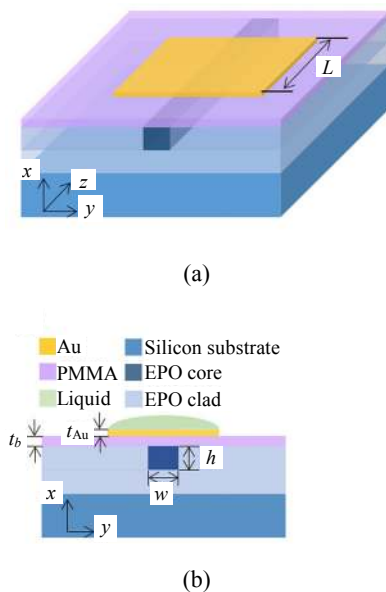 L
x
z
y
(a)
Au
Silicon substrate
PMMA
EPO core
Liquid
EPO clad
t_b
t_Au
h
w
x
y
(b)